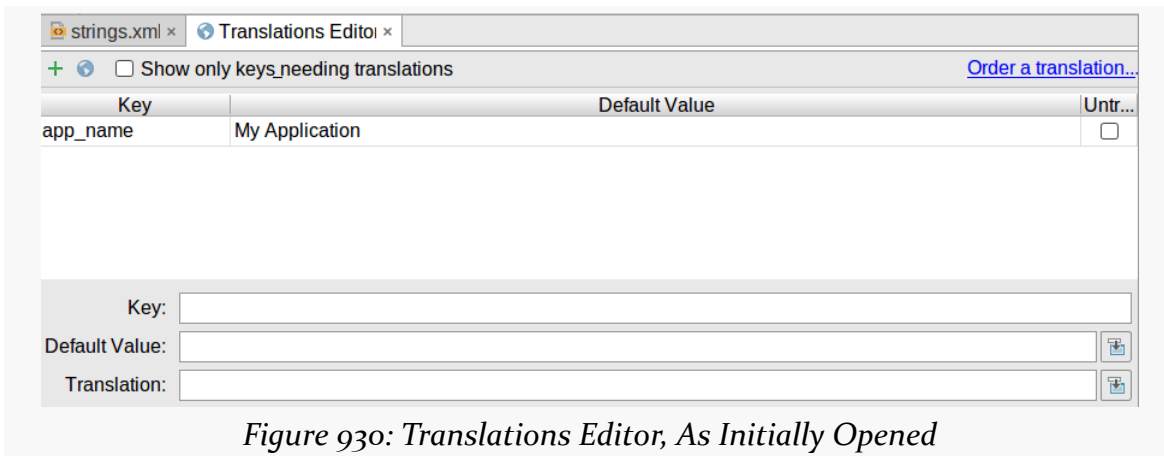 strings.xml × Translations Editor ×
Show only keys needing translations Order a translation...
Key Default Value Untr...
app_name My Application
Key:
Default Value:
Translation:
Figure 930: Translations Editor, As Initially Opened